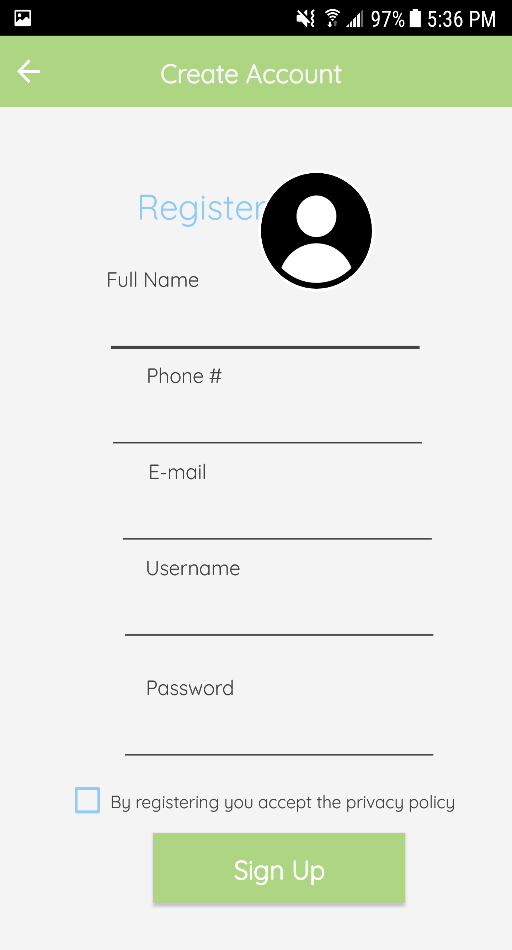 97% 5:36 PM
Create Account
Register
Full Name
Phone #
E-mail
Username
Password
By registering you accept the privacy policy
Sign Up